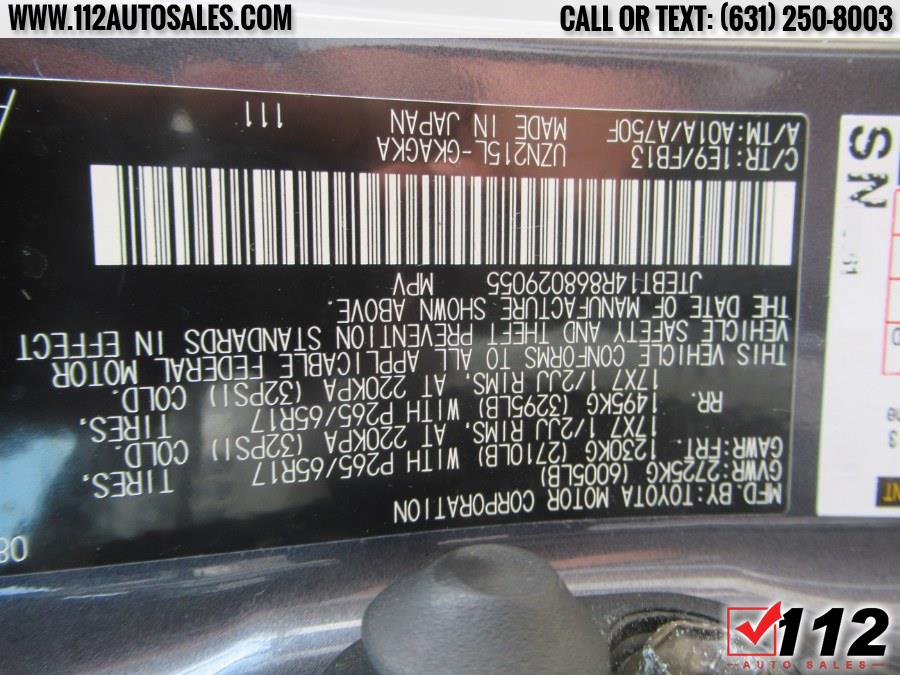 WWW.112AUTOSALES.COM
CALL OR TEXT: (631) 250-8003
08
MFD. BY:TOYOTA MOTOR CORPORATION
GVWR:2725KG (6005LB)
GAWR:FRT. 1230KG (2710LB) WITH P265/65R17 TIRES,
17X7 1/2JJ RIMS, AT 220KPA (32PSI) COLD.
RR. 1495KG (3295LB) WITH P265/65R17 TIRES,
17X7 1/2JJ RIMS, AT 220KPA (32PSI) COLD.
THIS VEHICLE CONFORMS TO ALL APPLICABLE FEDERAL MOTOR
VEHICLE SAFETY AND THEFT PREVENTION STANDARDS IN EFFECT
THE DATE OF MANUFACTURE SHOWN ABOVE.
JTEBT14R868029055 MPV
C/TR:1E9/FB13 UZN215L-GKAGKA
A/TM:A01A/A750F MADE IN JAPAN 111
SN
112
AUTO SALES